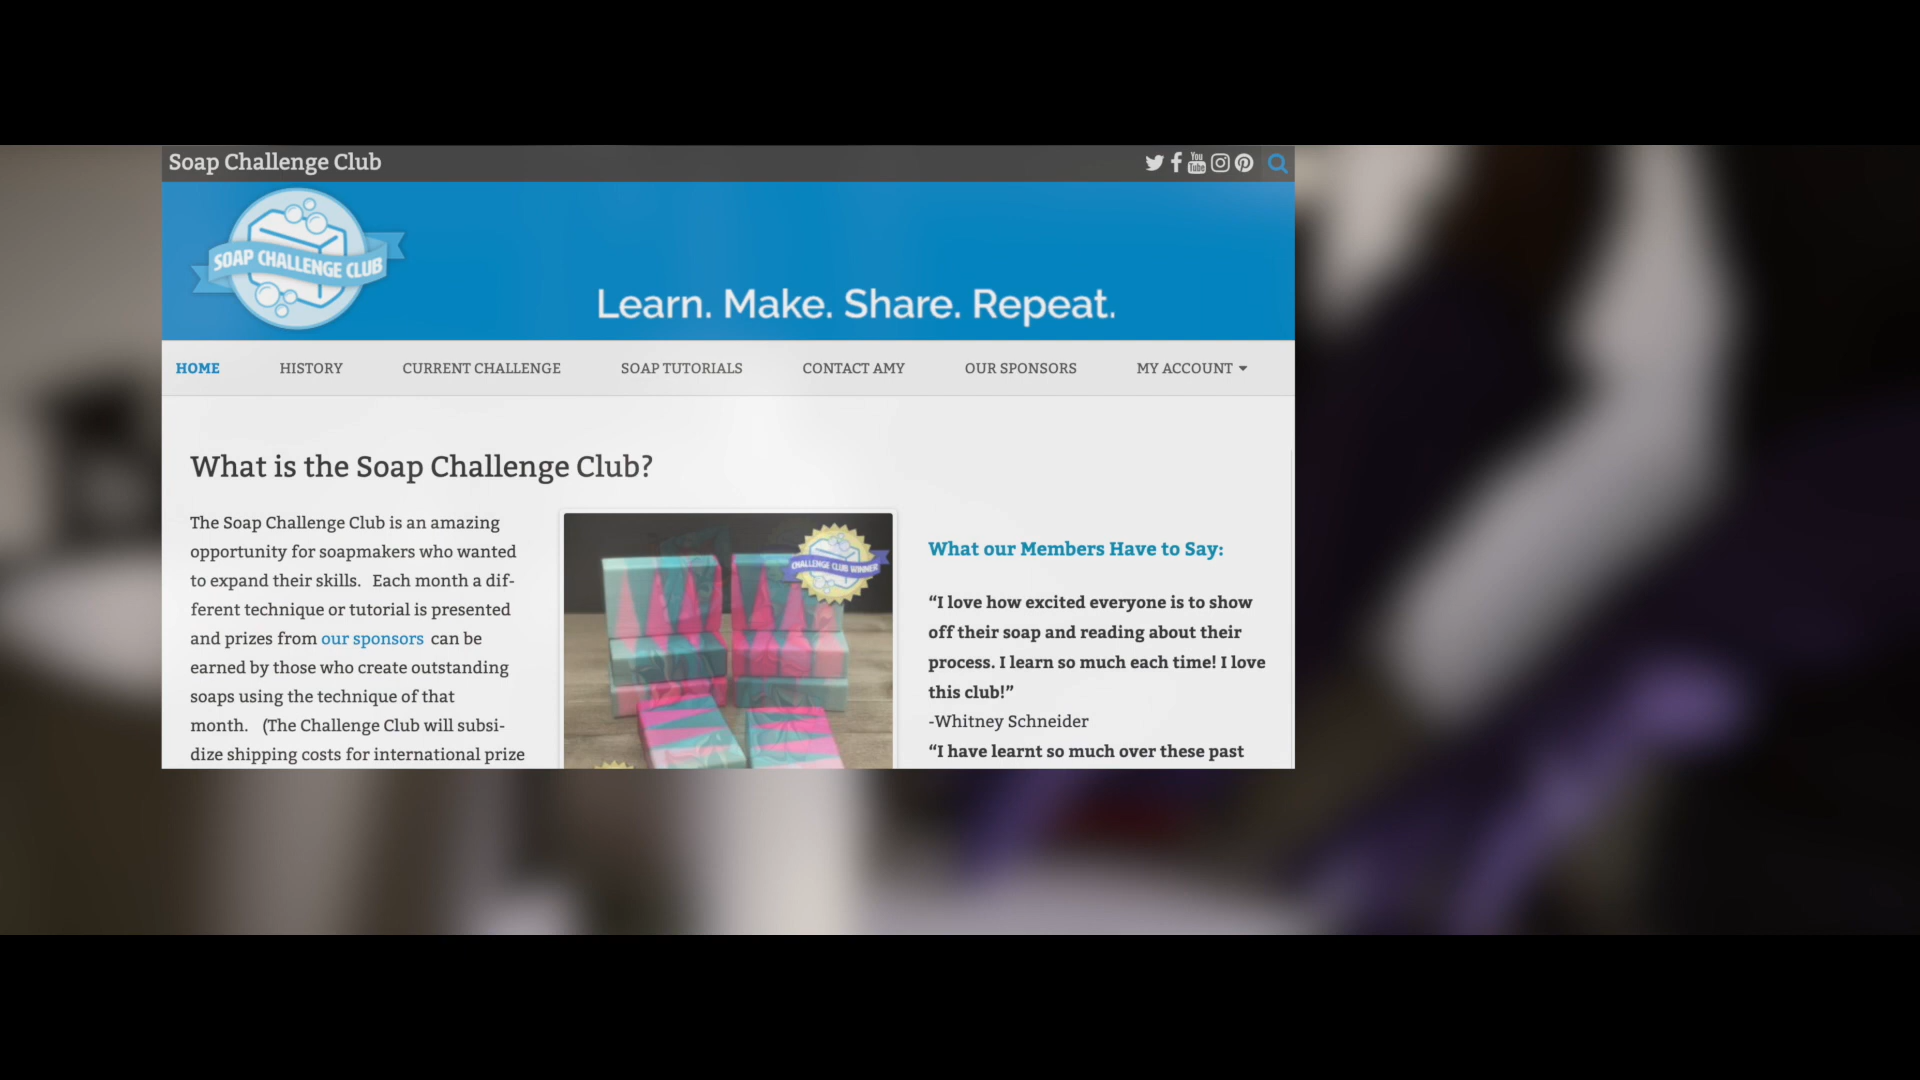 Soap Challenge Club
You
Tube
SOAP CHALLENGE CLUB
Learn. Make. Share. Repeat.
HOME HISTORY CURRENT CHALLENGE SOAP TUTORIALS CONTACT AMY OUR SPONSORS MY ACCOUNT
What is the Soap Challenge Club?
The Soap Challenge Club is an amazing
opportunity for soapmakers who wanted
to expand their skills. Each month a dif-
ferent technique or tutorial is presented
and prizes from our sponsors can be
earned by those who create outstanding
soaps using the technique of that
month. (The Challenge Club will subsi-
dize shipping costs for international prize
CHALLENGE CLUB WINNER
What our Members Have to Say:
“I love how excited everyone is to show
off their soap and reading about their
process. I learn so much each time! I love
this club!”
-Whitney Schneider
“I have learnt so much over these past